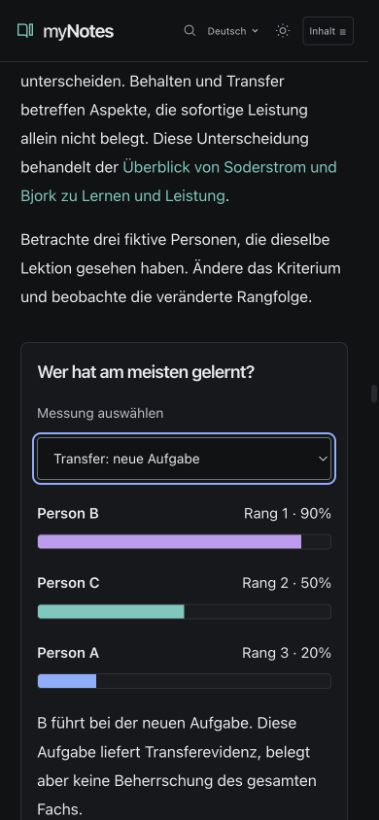 myNotes
Deutsch
Inhalt
unterscheiden. Behalten und Transfer
betreffen Aspekte, die sofortige Leistung
allein nicht belegt. Diese Unterscheidung
behandelt der Überblick von Soderstrom und
Bjork zu Lernen und Leistung.
Betrachte drei fiktive Personen, die dieselbe
Lektion gesehen haben. Ändere das Kriterium
und beobachte die veränderte Rangfolge.
Wer hat am meisten gelernt?
Messung auswählen
Transfer: neue Aufgabe
Person B Rang 1 · 90%
Person C Rang 2 · 50%
Person A Rang 3 · 20%
B führt bei der neuen Aufgabe. Diese
Aufgabe liefert Transferevidenz, belegt
aber keine Beherrschung des gesamten
Fachs.